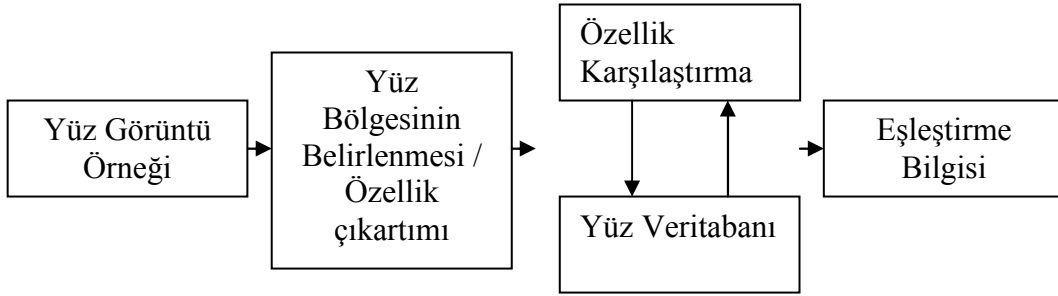 Yüz Görüntü
Örneği
Yüz
Bölgesinin
Belirlenmesi /
Özellik
çıkartımı
Özellik
Karşılaştırma
Yüz Veritabanı
Eşleştirme
Bilgisi